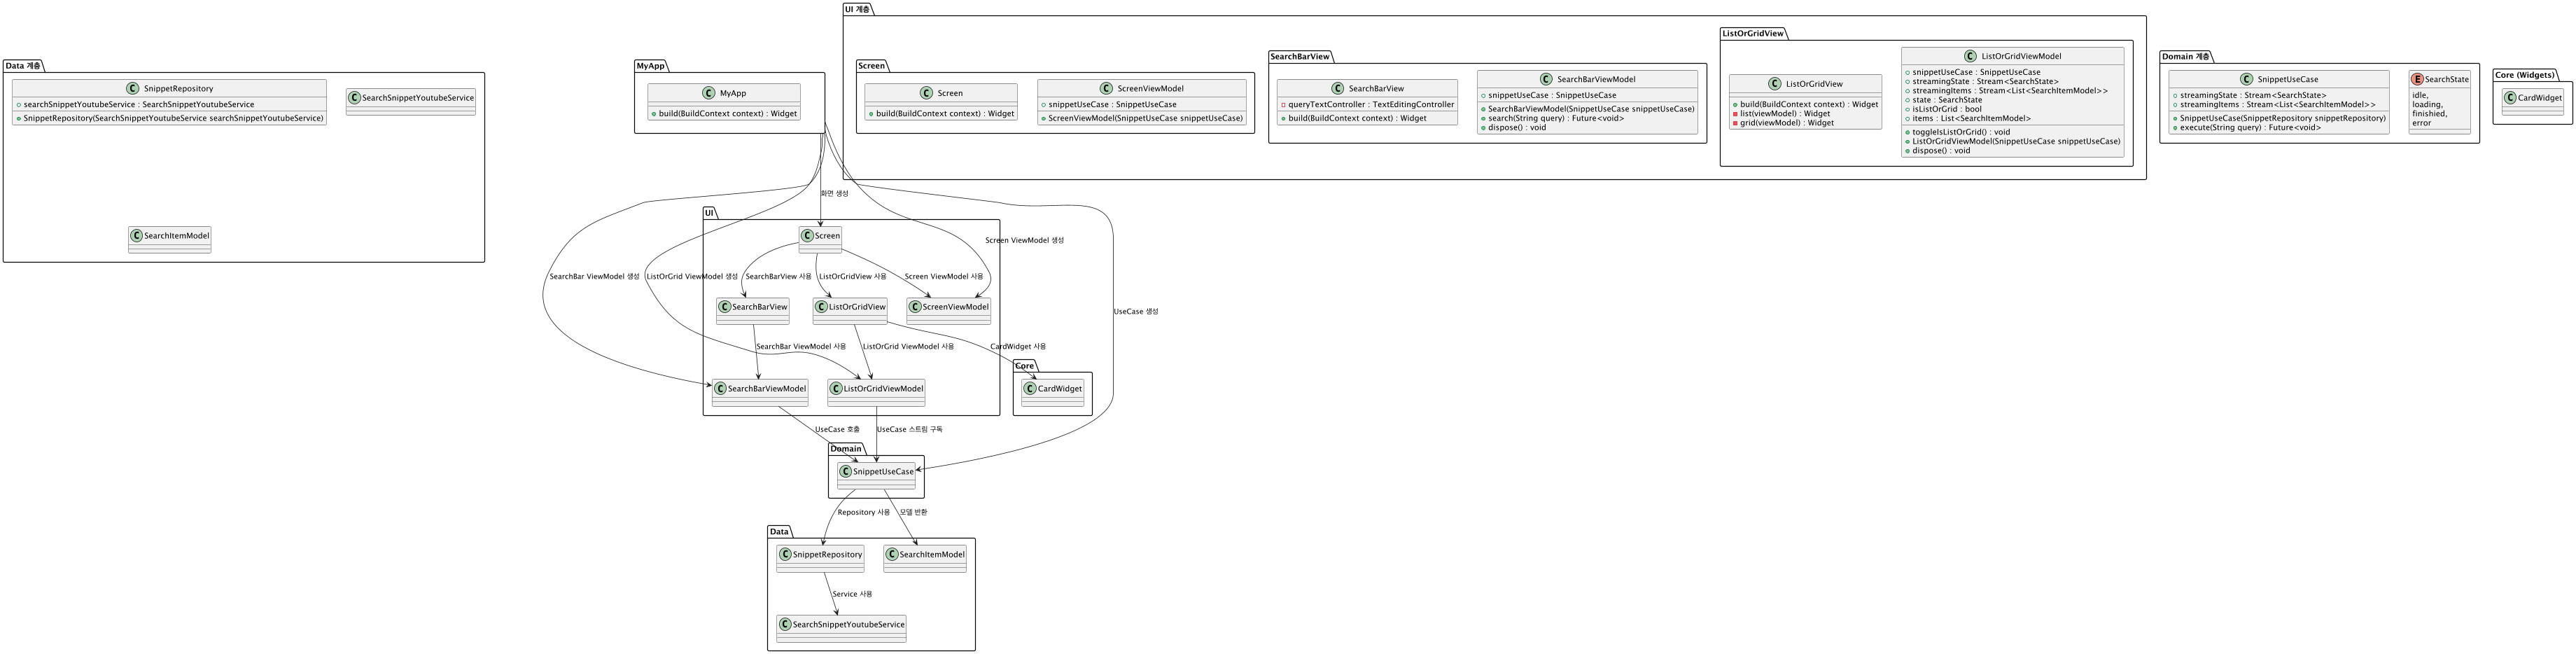 UI 계층
Data 계층
SnippetRepository
searchSnippetYoutubeService : SearchSnippetYoutubeService
SnippetRepository(SearchSnippetYoutubeService searchSnippetYoutubeService)
SearchSnippetYoutubeService
SearchItemModel
MyApp
MyApp
build(BuildContext context) : Widget
Screen
Screen
build(BuildContext context) : Widget
ScreenViewModel
snippetUseCase : SnippetUseCase
ScreenViewModel(SnippetUseCase snippetUseCase)
SearchBarView
SearchBarView
queryTextController : TextEditingController
build(BuildContext context) : Widget
SearchBarViewModel
snippetUseCase : SnippetUseCase
SearchBarViewModel(SnippetUseCase snippetUseCase)
search(String query) : Future<void>
dispose() : void
ListOrGridView
ListOrGridView
build(BuildContext context) : Widget
list(viewModel) : Widget
grid(viewModel) : Widget
ListOrGridViewModel
snippetUseCase : SnippetUseCase
streamingState : Stream<SearchState>
streamingItems : Stream<List<SearchItemModel>>
state : SearchState
isListOrGrid : bool
items : List<SearchItemModel>
toggleIsListOrGrid() : void
ListOrGridViewModel(SnippetUseCase snippetUseCase)
dispose() : void
Domain 계층
SnippetUseCase
streamingState : Stream<SearchState>
streamingItems : Stream<List<SearchItemModel>>
SnippetUseCase(SnippetRepository snippetRepository)
execute(String query) : Future<void>
SearchState
idle,
loading,
finishied,
error
Core (Widgets)
CardWidget
화면 생성
UI
Screen
Screen ViewModel 생성
SearchBar ViewModel 생성
ListOrGrid ViewModel 생성
SearchBarView 사용
ListOrGridView 사용
Screen ViewModel 사용
SearchBarView
ListOrGridView
ScreenViewModel
UseCase 생성
SearchBar ViewModel 사용
ListOrGrid ViewModel 사용
CardWidget 사용
Core
SearchBarViewModel
ListOrGridViewModel
CardWidget
UseCase 호출
UseCase 스트림 구독
Domain
SnippetUseCase
Repository 사용
모델 반환
Data
SnippetRepository
SearchItemModel
Service 사용
SearchSnippetYoutubeService